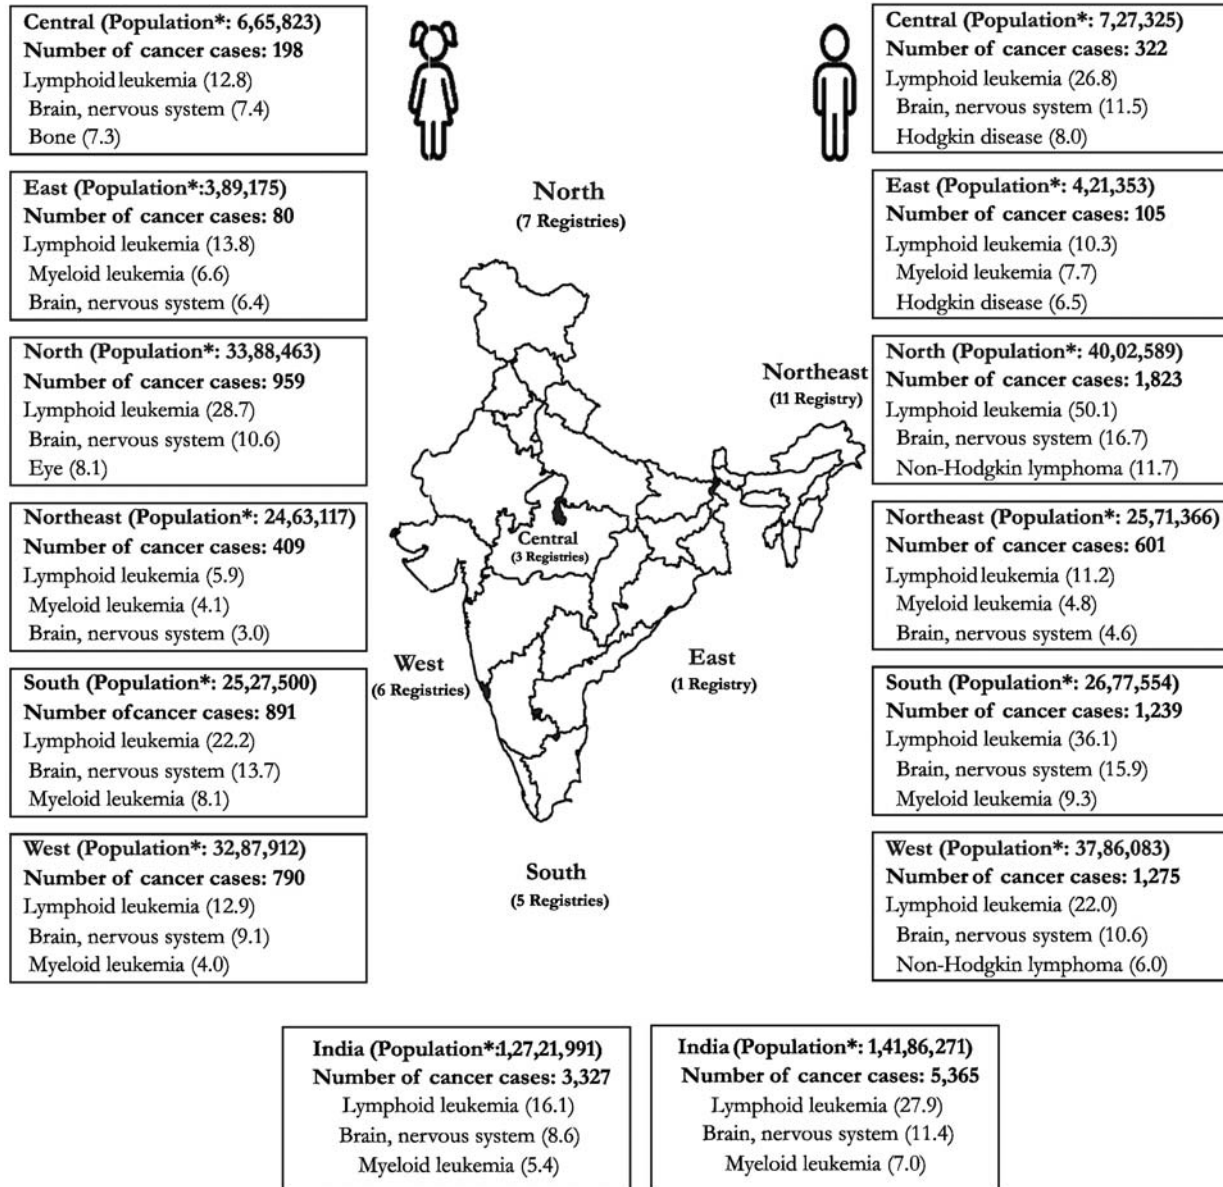 Central (Population*: 6,65,823)
Number of cancer cases: 198
Lymphoid leukemia (12.8)
Brain, nervous system (7.4)
Bone (7.3)
East (Population*:3,89,175)
Number of cancer cases: 80
Lymphoid leukemia (13.8)
Myeloid leukemia (6.6)
Brain, nervous system (6.4)
North (Population*: 33,88,463)
Number of cancer cases: 959
Lymphoid leukemia (28.7)
Brain, nervous system (10.6)
Eye (8.1)
Northeast (Population*: 24,63,117)
Number of cancer cases: 409
Lymphoid leukemia (5.9)
Myeloid leukemia (4.1)
Brain, nervous system (3.0)
South (Population*: 25,27,500)
Number of cancer cases: 891
Lymphoid leukemia (22.2)
Brain, nervous system (13.7)
Myeloid leukemia (8.1)
West (Population*: 32,87,912)
Number of cancer cases: 790
Lymphoid leukemia (12.9)
Brain, nervous system (9.1)
Myeloid leukemia (4.0)
North
(7 Registries)
Northeast
(11 Registry)
Central
(3 Registries)
West
(6 Registries)
East
(1 Registry)
South
(5 Registries)
Central (Population*: 7,27,325)
Number of cancer cases: 322
Lymphoid leukemia (26.8)
Brain, nervous system (11.5)
Hodgkin disease (8.0)
East (Population*: 4,21,353)
Number of cancer cases: 105
Lymphoid leukemia (10.3)
Myeloid leukemia (7.7)
Hodgkin disease (6.5)
North (Population*: 40,02,589)
Number of cancer cases: 1,823
Lymphoid leukemia (50.1)
Brain, nervous system (16.7)
Non-Hodgkin lymphoma (11.7)
Northeast (Population*: 25,71,366)
Number of cancer cases: 601
Lymphoid leukemia (11.2)
Myeloid leukemia (4.8)
Brain, nervous system (4.6)
South (Population*: 26,77,554)
Number of cancer cases: 1,239
Lymphoid leukemia (36.1)
Brain, nervous system (15.9)
Myeloid leukemia (9.3)
West (Population*: 37,86,083)
Number of cancer cases: 1,275
Lymphoid leukemia (22.0)
Brain, nervous system (10.6)
Non-Hodgkin lymphoma (6.0)
India (Population*:1,27,21,991)
Number of cancer cases: 3,327
Lymphoid leukemia (16.1)
Brain, nervous system (8.6)
Myeloid leukemia (5.4)
India (Population*: 1,41,86,271)
Number of cancer cases: 5,365
Lymphoid leukemia (27.9)
Brain, nervous system (11.4)
Myeloid leukemia (7.0)